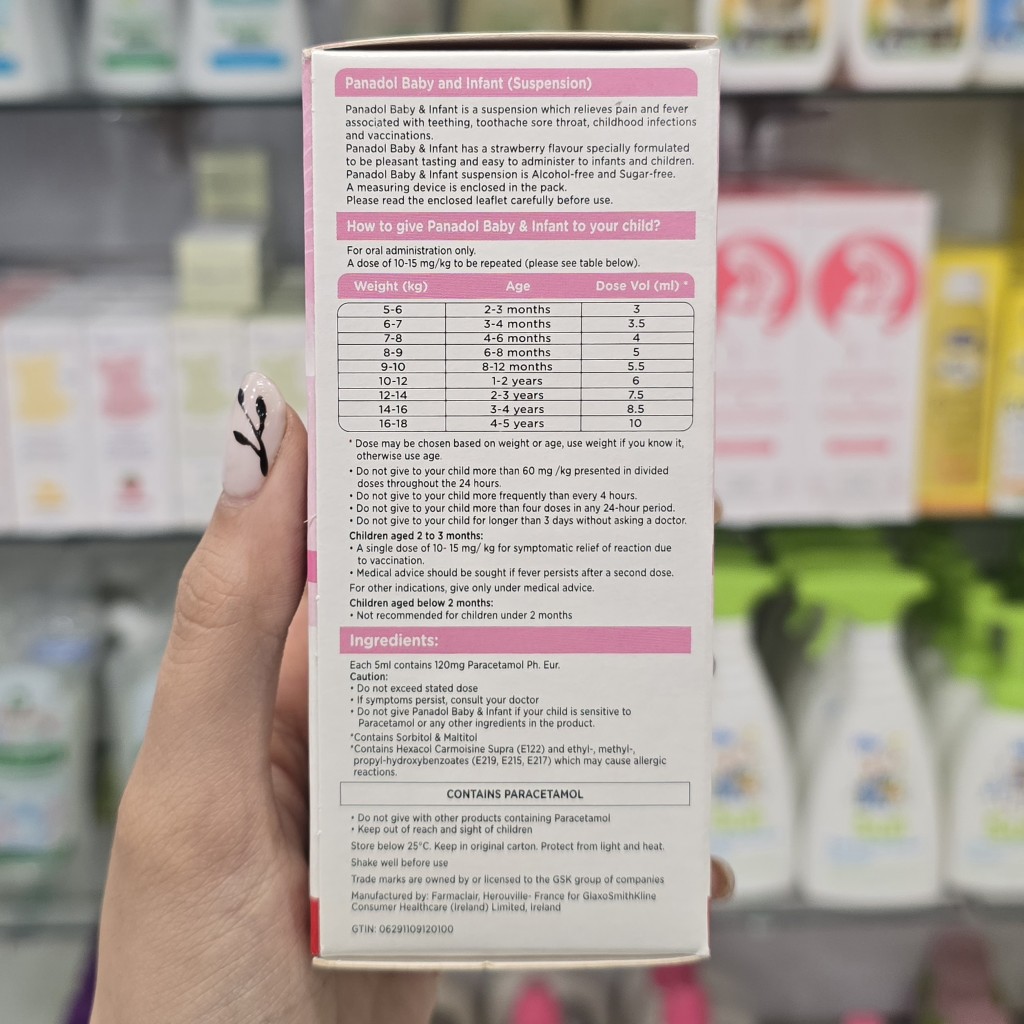 Panadol Baby and Infant (Suspension)
Panadol Baby & Infant is a suspension which relieves pain and fever
associated with teething, toothache sore throat, childhood infections
and vaccinations.
Panadol Baby & Infant has a strawberry flavour specially formulated
to be pleasant tasting and easy to administer to infants and children.
Panadol Baby & Infant suspension is Alcohol-free and Sugar-free.
A measuring device is enclosed in the pack.
Please read the enclosed leaflet carefully before use.
How to give Panadol Baby & Infant to your child?
For oral administration only.
A dose of 10-15 mg/kg to be repeated (please see table below).
Weight (kg) Age Dose Vol (ml) *
5-6 2-3 months 3
6-7 3-4 months 3.5
7-8 4-6 months 4
8-9 6-8 months 5
9-10 8-12 months 5.5
10-12 1-2 years 6
12-14 2-3 years 7.5
14-16 3-4 years 8.5
16-18 4-5 years 10
* Dose may be chosen based on weight or age, use weight if you know it,
otherwise use age.
• Do not give to your child more than 60 mg /kg presented in divided
doses throughout the 24 hours.
• Do not give to your child more frequently than every 4 hours.
• Do not give to your child more than four doses in any 24-hour period.
• Do not give to your child for longer than 3 days without asking a doctor.
Children aged 2 to 3 months:
• A single dose of 10- 15 mg/ kg for symptomatic relief of reaction due
to vaccination.
• Medical advice should be sought if fever persists after a second dose.
For other indications, give only under medical advice.
Children aged below 2 months:
• Not recommended for children under 2 months
Ingredients:
Each 5ml contains 120mg Paracetamol Ph. Eur.
Caution:
• Do not exceed stated dose
• If symptoms persist, consult your doctor
• Do not give Panadol Baby & Infant if your child is sensitive to
Paracetamol or any other ingredients in the product.
*Contains Sorbitol & Maltitol
*Contains Hexacol Carmoisine Supra (E122) and ethyl-, methyl-,
propyl-hydroxybenzoates (E219, E215, E217) which may cause allergic
reactions.
CONTAINS PARACETAMOL
• Do not give with other products containing Paracetamol
• Keep out of reach and sight of children
Store below 25°C. Keep in original carton. Protect from light and heat.
Shake well before use
Trade marks are owned by or licensed to the GSK group of companies
Manufactured by: Farmaclair, Herouville- France for GlaxoSmithKline
Consumer Healthcare (Ireland) Limited, Ireland
GTIN: 06291109120100